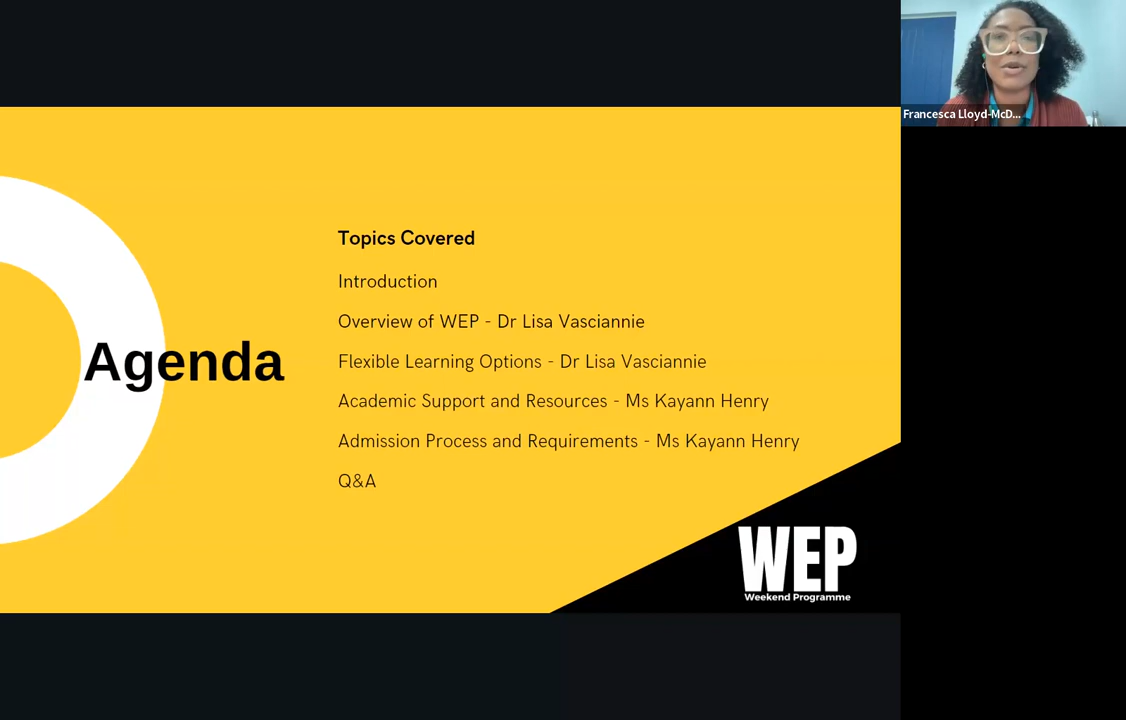 Francesca Lloyd-McD...
Agenda
Topics Covered
Introduction
Overview of WEP - Dr Lisa Vasciannie
Flexible Learning Options - Dr Lisa Vasciannie
Academic Support and Resources - Ms Kayann Henry
Admission Process and Requirements - Ms Kayann Henry
Q&A
WEP
Weekend Programme